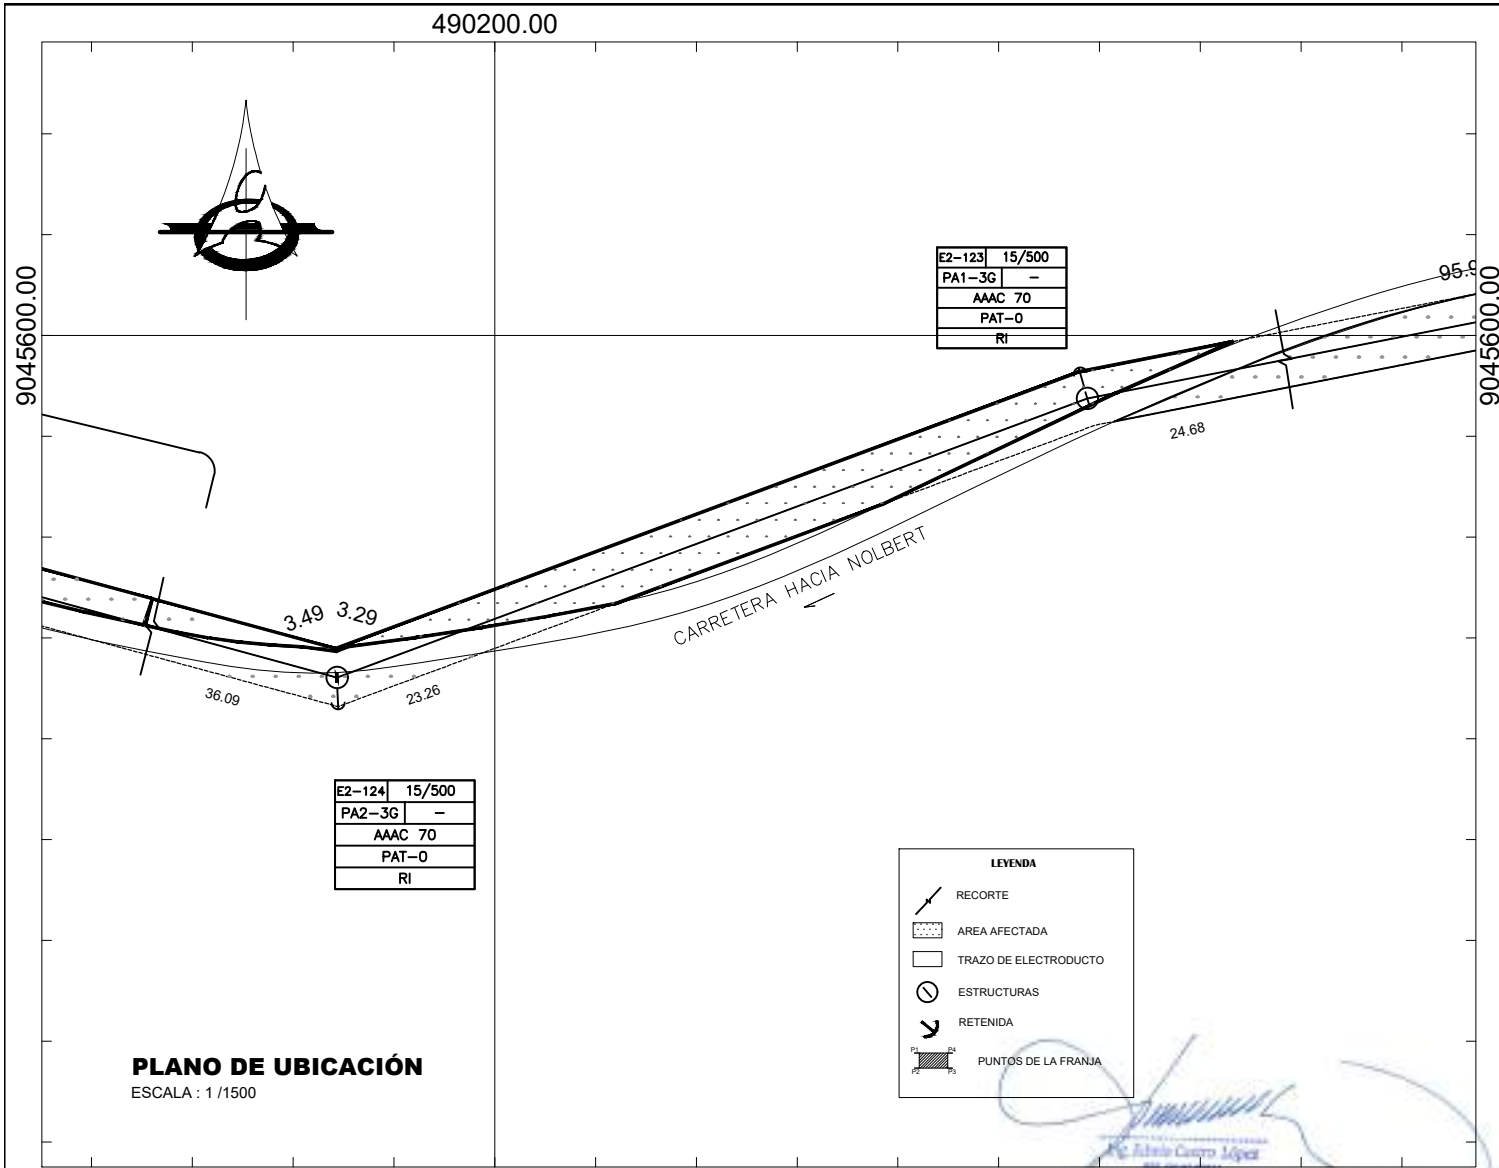 490200.00
9045600.00
9045600.00
E2-123 15/500
PA1-3G -
AAAC 70
PAT-0
RI
24.68
CARRETERA HACIA NOLBERT
3.49 3.29
36.09
23.26
E2-124 15/500
PA2-3G -
AAAC 70
PAT-0
RI
LEYENDA
RECORTE
AREA AFECTADA
TRAZO DE ELECTRODUCTO
ESTRUCTURAS
RETENIDA
P1 P4
PUNTOS DE LA FRANJA
P2 P3
PLANO DE UBICACIÓN
ESCALA : 1 /1500
Castro López